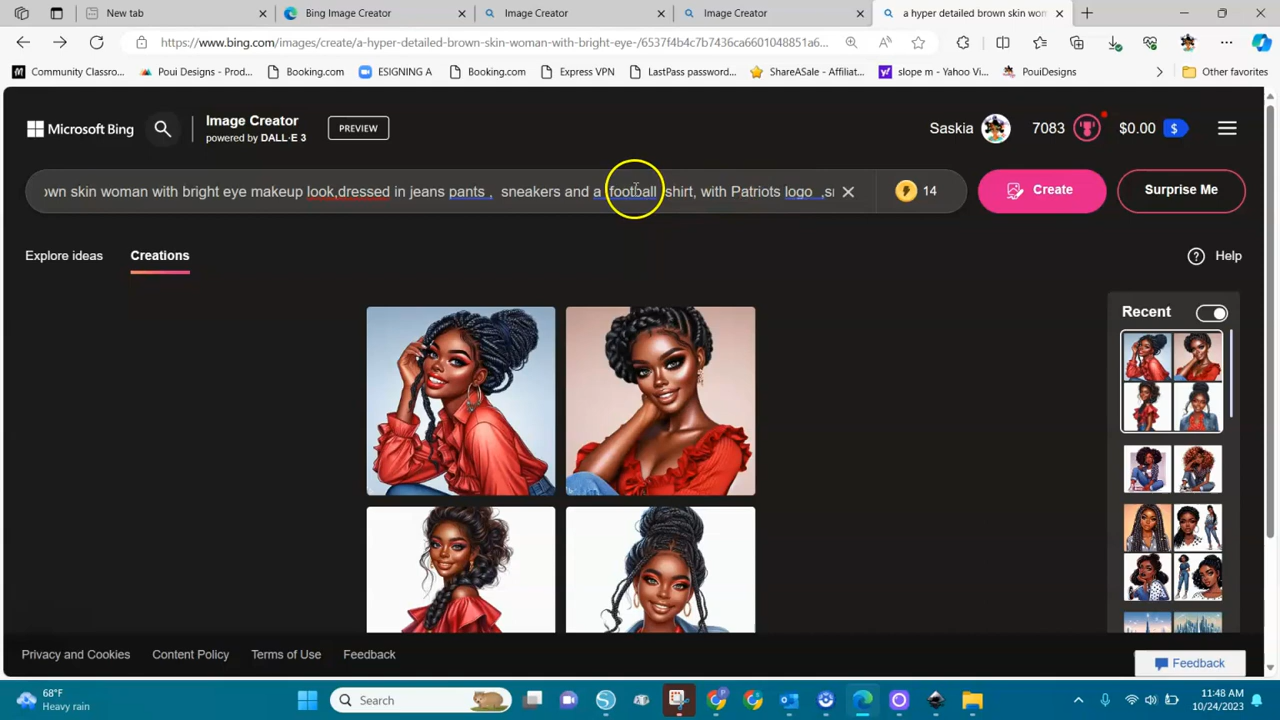 New tab
Bing Image Creator
Image Creator
Image Creator
a hyper detailed brown skin wom
https://www.bing.com/images/create/a-hyper-detailed-brown-skin-woman-with-bright-eye-/6537f4b4c7b7436ca6601048851a6...
Community Classro...
Poui Designs - Prod...
Booking.com
ESIGNING A
Booking.com
Express VPN
LastPass password...
ShareASale - Affiliat...
slope m - Yahoo Vi...
PouiDesigns
Other favorites
Microsoft Bing
Image Creator
powered by DALL·E 3
PREVIEW
Saskia
7083
$0.00
own skin woman with bright eye makeup look,dressed in jeans pants , sneakers and a football shirt, with Patriots logo ,sı
14
Create
Surprise Me
Explore ideas
Creations
Help
Recent
Privacy and Cookies
Content Policy
Terms of Use
Feedback
Feedback
68°F
Heavy rain
Search
11:48 AM
10/24/2023